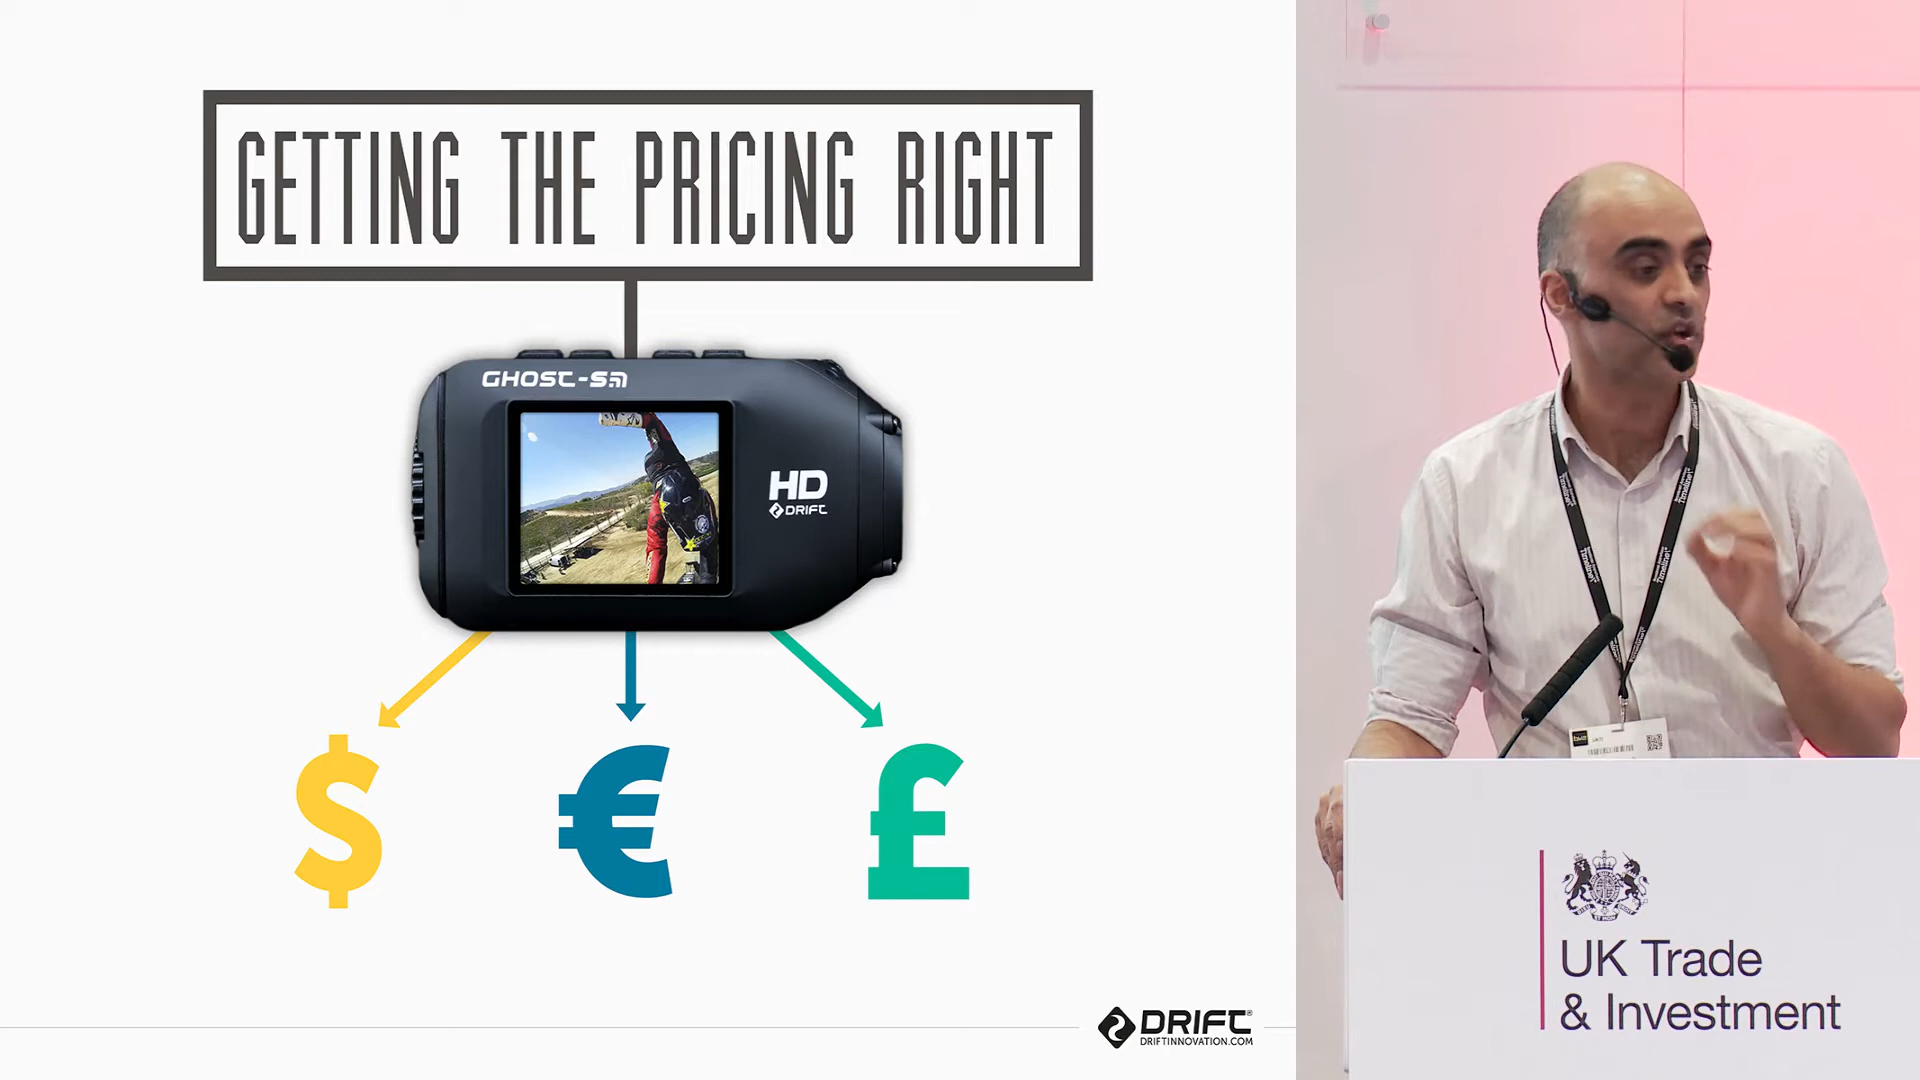 GETTING THE PRICING RIGHT
GHOST-S
HD
DRIFT
$ € £
DRIFT®
DRIFTINNOVATION.COM
UK Trade
& Investment